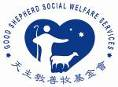 GOOD SHEPHERD SOCIAL WELFARE SERVICES
天主教善牧基金會